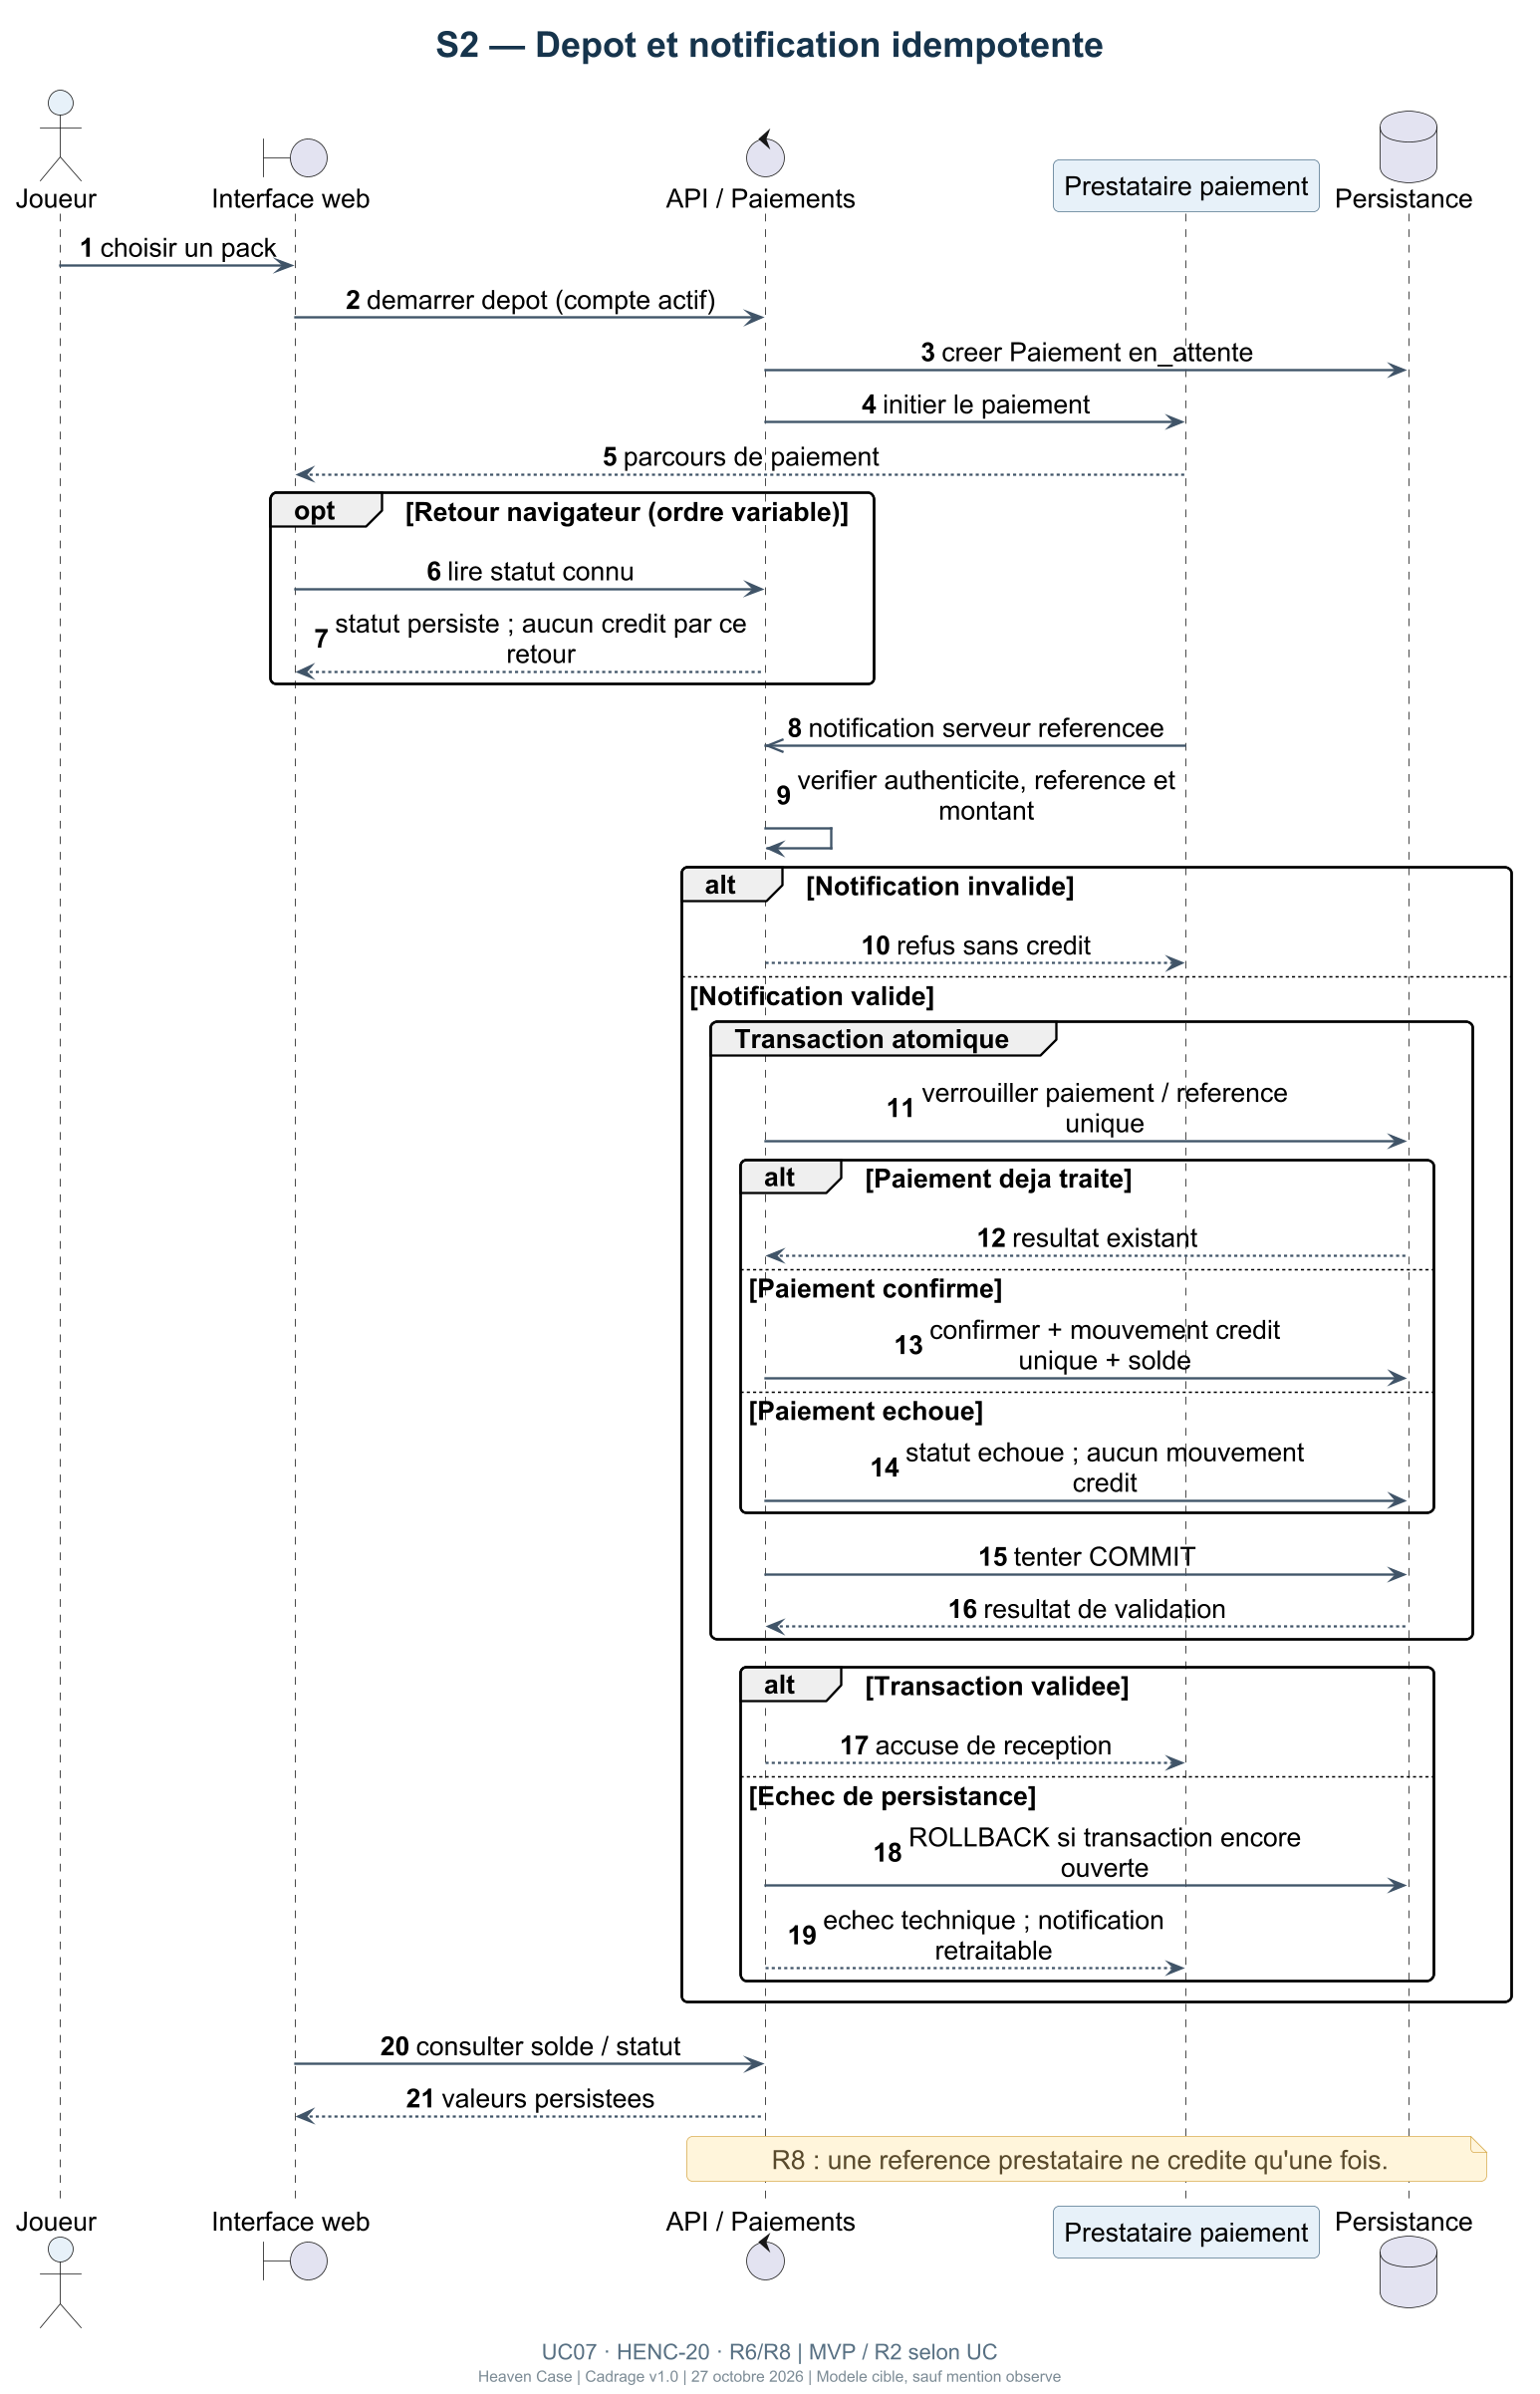 S2 — Depot et notification idempotente
Joueur
Interface web
API / Paiements
Prestataire paiement
Persistance
1 choisir un pack
2 demarrer depot (compte actif)
3 creer Paiement en_attente
4 initier le paiement
5 parcours de paiement
opt [Retour navigateur (ordre variable)]
6 lire statut connu
7 statut persiste ; aucun credit par ce
retour
8 notification serveur referencee
9 verifier authenticite, reference et
montant
alt [Notification invalide]
10 refus sans credit
[Notification valide]
Transaction atomique
11 verrouiller paiement / reference
unique
alt [Paiement deja traite]
12 resultat existant
[Paiement confirme]
13 confirmer + mouvement credit
unique + solde
[Paiement echoue]
14 statut echoue ; aucun mouvement
credit
15 tenter COMMIT
16 resultat de validation
alt [Transaction validee]
17 accuse de reception
[Echec de persistance]
18 ROLLBACK si transaction encore
ouverte
19 echec technique ; notification
retraitable
20 consulter solde / statut
21 valeurs persistees
R8 : une reference prestataire ne credite qu'une fois.
Joueur
Interface web
API / Paiements
Prestataire paiement
Persistance
UC07 · HENC-20 · R6/R8 | MVP / R2 selon UC
Heaven Case | Cadrage v1.0 | 27 octobre 2026 | Modele cible, sauf mention observe